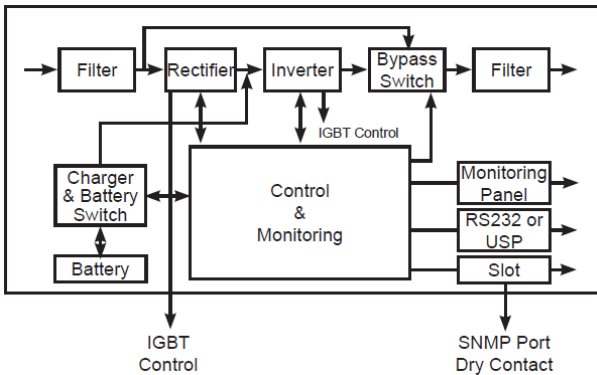 Filter
Rectifier
Inverter
Bypass
Switch
Filter
IGBT Control
Charger
& Battery
Switch
Control
&
Monitoring
Monitoring
Panel
RS232 or
USP
Battery
Slot
IGBT
Control
SNMP Port
Dry Contact